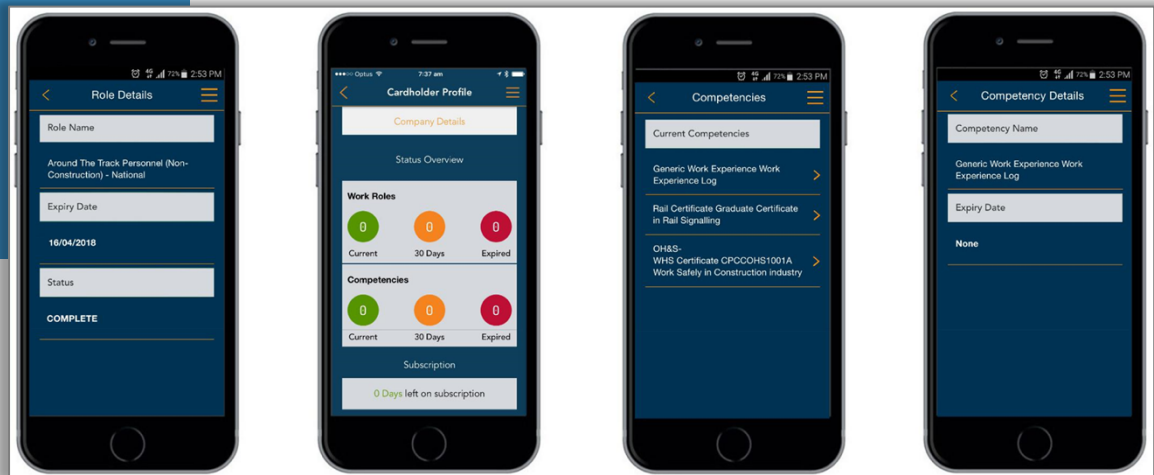 72% 2:53 PM
Role Details
Role Name
Around The Track Personnel (Non-
Construction) - National
Expiry Date
16/04/2018
Status
COMPLETE
Optus 7:37 am
Cardholder Profile
Company Details
Status Overview
Work Roles
0 0 0
Current 30 Days Expired
Competencies
0 0 0
Current 30 Days Expired
Subscription
0 Days left on subscription
4G 72% 2:53 PM
Competencies
Current Competencies
Generic Work Experience Work
Experience Log
Rail Certificate Graduate Certificate
in Rail Signalling
OH&S-
WHS Certificate CPCCOHS1001A
Work Safely in Construction industry
4G 72% 2:53 PM
Competency Details
Competency Name
Generic Work Experience Work
Experience Log
Expiry Date
None